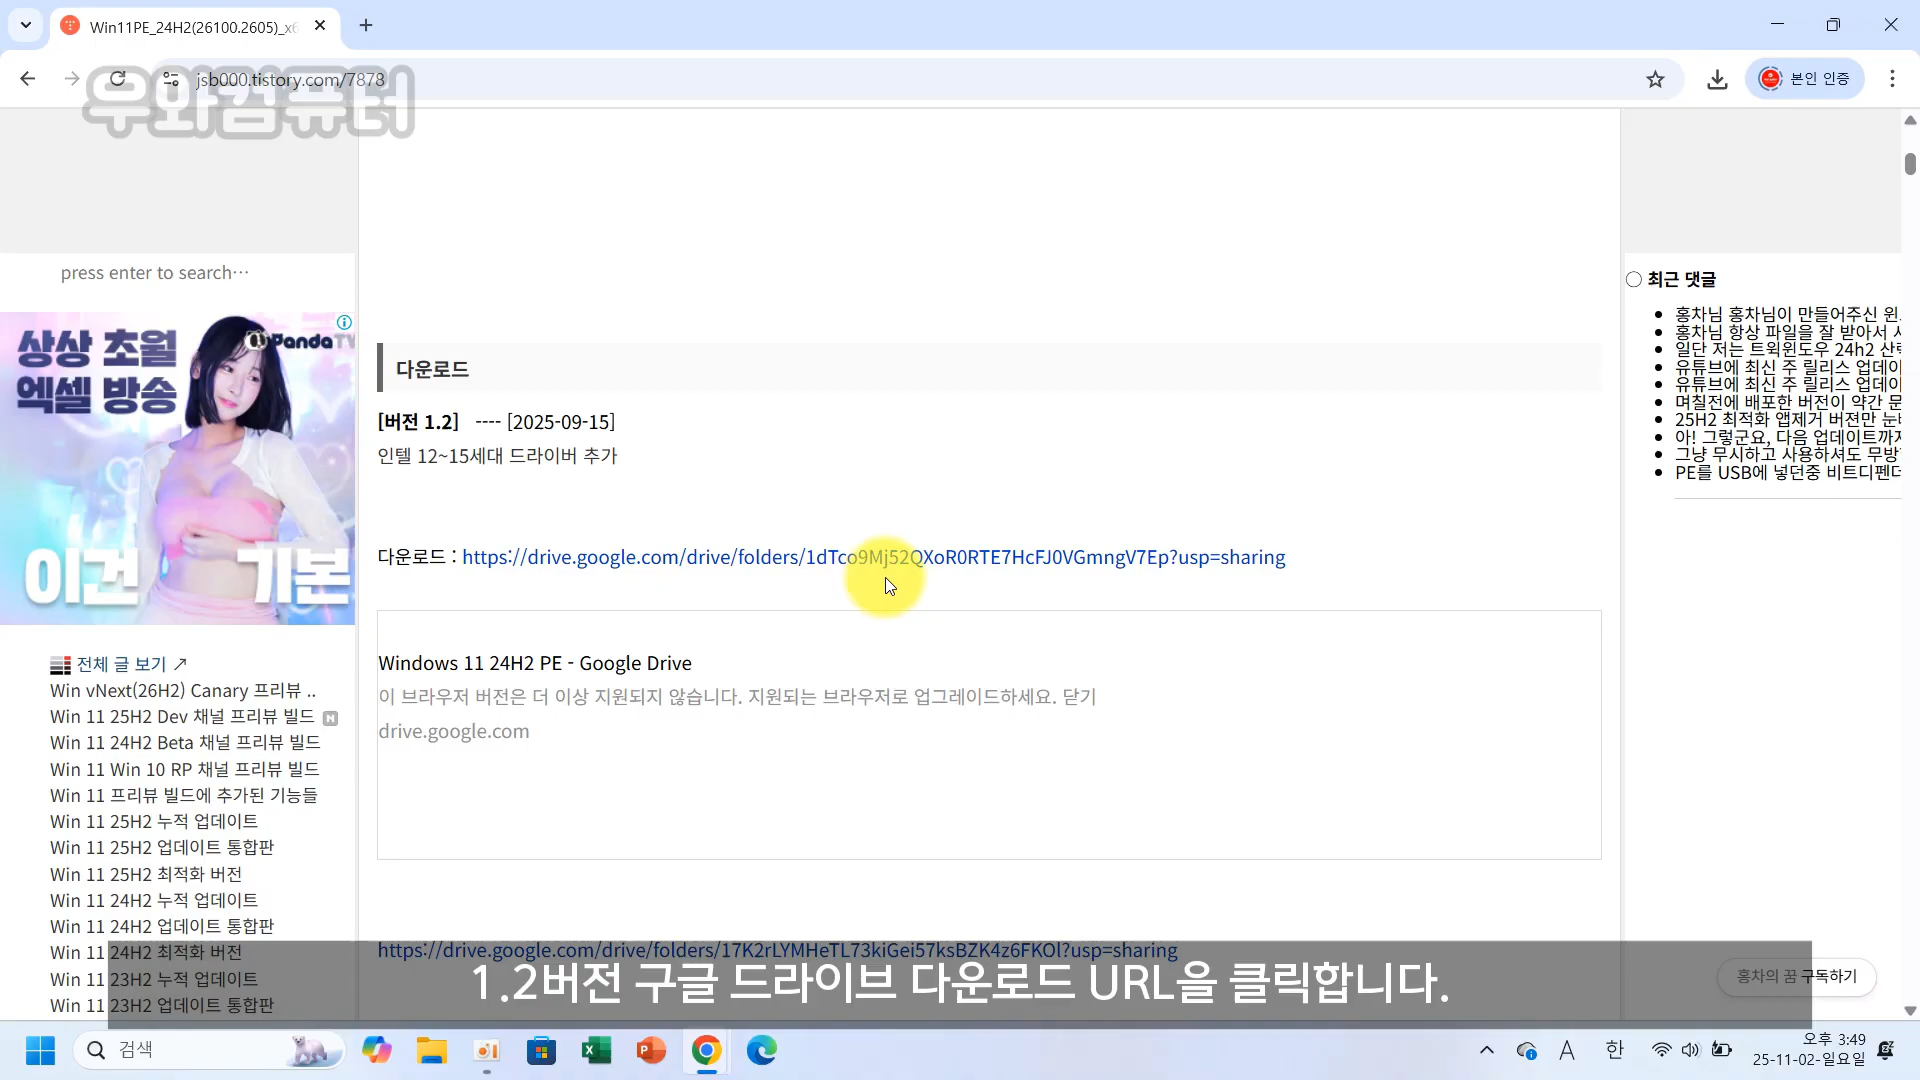 Win11PE_24H2(26100.2605)_x6
jsb000.tistory.com/7878
본인 인증
우와컴퓨터
press enter to search…
상상 초월
엑셀 방송
PandaTV
이건 기본
전체 글 보기 ↗
Win vNext(26H2) Canary 프리뷰 ..
Win 11 25H2 Dev 채널 프리뷰 빌드 N
Win 11 24H2 Beta 채널 프리뷰 빌드
Win 11 Win 10 RP 채널 프리뷰 빌드
Win 11 프리뷰 빌드에 추가된 기능들
Win 11 25H2 누적 업데이트
Win 11 25H2 업데이트 통합판
Win 11 25H2 최적화 버전
Win 11 24H2 누적 업데이트
Win 11 24H2 업데이트 통합판
Win 11 24H2 최적화 버전
Win 11 23H2 누적 업데이트
Win 11 23H2 업데이트 통합판
다운로드
[버전 1.2] ---- [2025-09-15]
인텔 12~15세대 드라이버 추가
다운로드 : https://drive.google.com/drive/folders/1dTco9Mj52QXoR0RTE7HcFJ0VGmngV7Ep?usp=sharing
Windows 11 24H2 PE - Google Drive
이 브라우저 버전은 더 이상 지원되지 않습니다. 지원되는 브라우저로 업그레이드하세요. 닫기
drive.google.com
https://drive.google.com/drive/folders/17K2rLYMHeTL73kiGei57ksBZK4z6FKOl?usp=sharing
최근 댓글
홍차님 홍차님이 만들어주신 윈
홍차님 항상 파일을 잘 받아서
일단 저는 트윅윈도우 24h2
유튜브에 최신 주 릴리스 업데이
유튜브에 최신 주 릴리스 업데이
며칠전에 배포한 버전이 약간 문
25H2 최적화 앱제거 버젼만
아! 그렇군요, 다음 업데이트까지
그냥 무시하고 사용하셔도 무방
PE를 USB에 넣던중 비트디펜더
홍차의 꿈 구독하기
1.2버전 구글 드라이브 다운로드 URL을 클릭합니다.
검색
A
한
오후 3:49
25-11-02-일요일